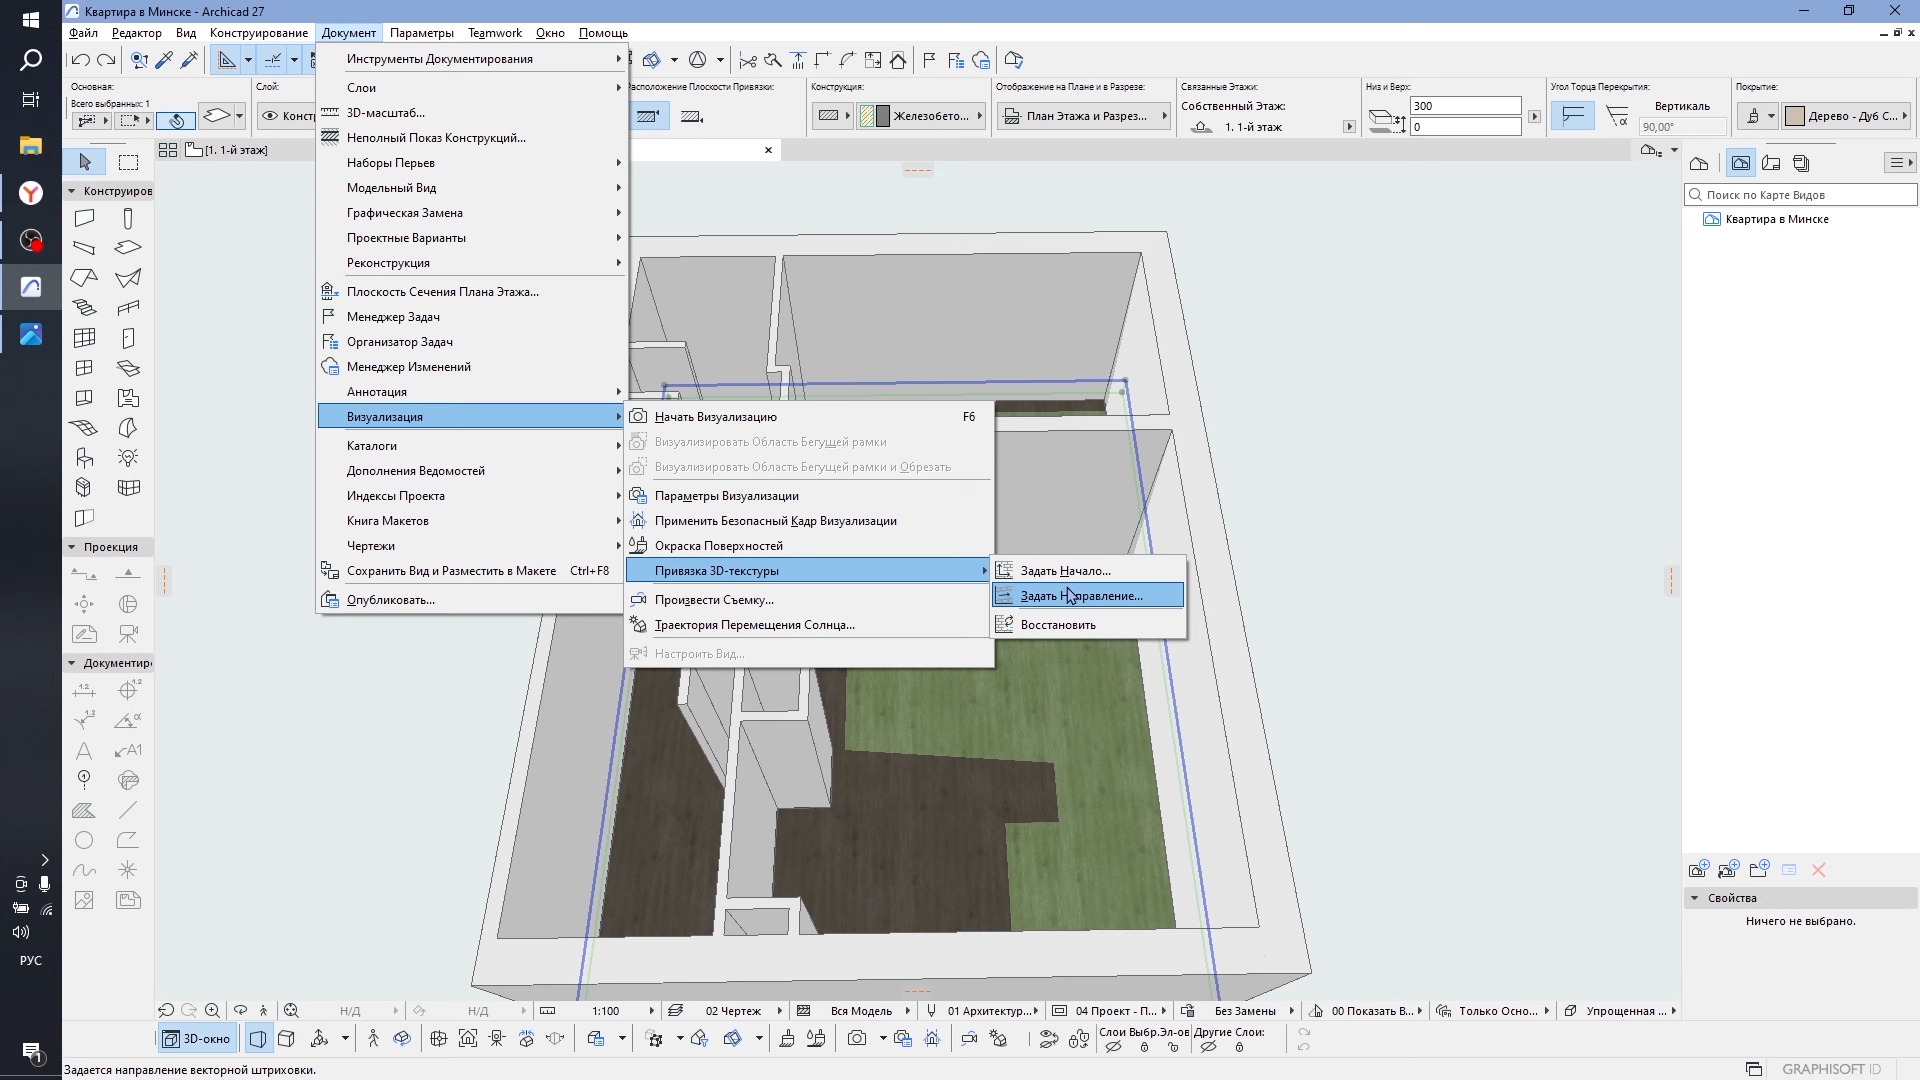 Квартира в Минске - Archicad 27
Файл Редактор Вид Конструирование Документ Параметры Teamwork Окно Помощь
Основная:
Всего выбранных: 1
Слой:
Расположение Плоскости Привязки:
Конструкция:
Железобето...
Отображение на Плане и в Разрезе:
План Этажа и Разрез...
Связанные Этажи:
Собственный Этаж:
1. 1-й этаж
Низ и Верх:
300
0
Угол Торца Перекрытия:
Вертикаль
90,00°
Покрытие:
Дерево - Дуб С...
[1. 1-й этаж]
Конструиров
Проекция
Документир
Инструменты Документирования
Слои
3D-масштаб...
Неполный Показ Конструкций...
Наборы Перьев
Модельный Вид
Графическая Замена
Проектные Варианты
Реконструкция
Плоскость Сечения Плана Этажа...
Менеджер Задач
Организатор Задач
Менеджер Изменений
Аннотация
Визуализация
Каталоги
Дополнения Ведомостей
Индексы Проекта
Книга Макетов
Чертежи
Сохранить Вид и Разместить в Макете Ctrl+F8
Опубликовать...
Начать Визуализацию F6
Визуализировать Область Бегущей рамки
Визуализировать Область Бегущей рамки и Обрезать
Параметры Визуализации
Применить Безопасный Кадр Визуализации
Окраска Поверхностей
Привязка 3D-текстуры
Произвести Съемку...
Траектория Перемещения Солнца...
Настроить Вид...
Задать Начало...
Задать Направление...
Восстановить
Поиск по Карте Видов
Квартира в Минске
Свойства
Ничего не выбрано.
РУС
Н/Д Н/Д 1:100 02 Чертеж Вся Модель 01 Архитектур... 04 Проект - П... Без Замены 00 Показать В... Только Осно... Упрощенная ...
3D-окно
Слои Выбр.Эл-ов
Другие Слои:
Задается направление векторной штриховки.
GRAPHISOFT ID